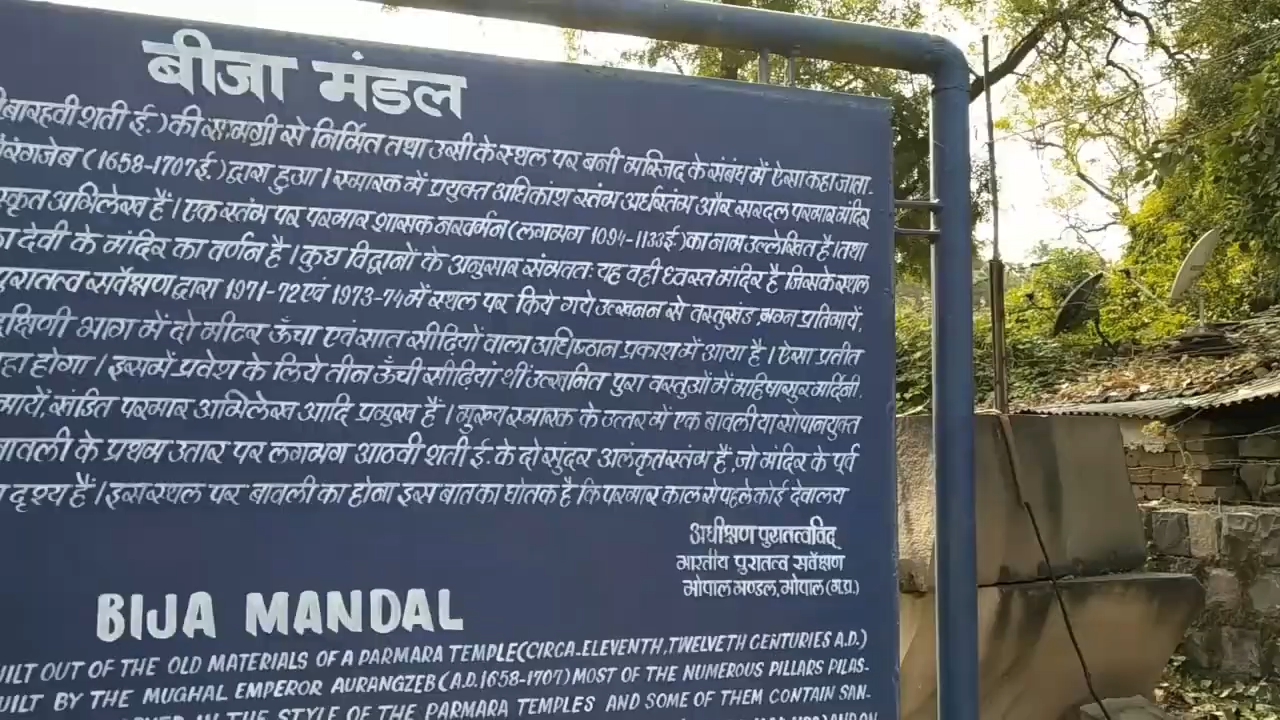 बीजा मंडल
बारहवी शती ई.) की सामग्री से निर्मित तथा उसी के स्थल पर बनी मस्जिद के संबंध में ऐसा कहा जाता
औरंगजेब (1658-1707ई.) द्वारा हुआ । स्मारक में प्रयुक्त अधिकांश स्तंभ अर्धस्तंभ और सरदल परमार मंदिर
अभिलेख हैं । एक स्तंभ पर परमार शासक नरवर्मन (लगभग 1094-1133ई) का नाम उल्लेखित है। तथा
देवी के मंदिर का वर्णन है । कुछ विद्वानों के अनुसार संभवतः यह वही ध्वस्त मंदिर है जिसके स्थल
पुरातत्व सर्वेक्षण द्वारा 1971-72 एवं 1973-74 में स्थल पर किये गये उत्खनन से वस्तुखंड, भग्न प्रतिमायें,
दक्षिणी भाग में दो मीटर ऊँचा एवं सात सीढ़ियों वाला अधिष्ठान प्रकाश में आया है । ऐसा प्रतीत
रहा होगा । इसमें प्रवेश के लिये तीन ऊँची सीढ़ियां थीं उत्खनित पुरा वस्तुओं में महिषासुर मर्दिनी,
खंडित परमार अभिलेख आदि प्रमुख हैं । मुख्य स्मारक के उत्तर में एक बावली या सोपानयुक्त
बावली के प्रथम उतार पर लगभग आठवी शती ई. के दो सुंदर अलंकृत स्तंभ हैं, जो मंदिर के पूर्व
दृश्य हैं । इस स्थल पर बावली का होना इस बात का घोतक है कि परमार काल से पहले कोई देवालय
अधीक्षण पुरातत्वविद्
भारतीय पुरातत्व सर्वेक्षण
भोपाल मण्डल, भोपाल (म.प्र.)
BIJA MANDAL
UILT OUT OF THE OLD MATERIALS OF A PARMARA TEMPLE (CIRCA. ELEVENTH, TWELVETH CENTURIES A.D.)
UILT BY THE MUGHAL EMPEROR AURANGZEB (A.D. 1658-1707) MOST OF THE NUMEROUS PILLARS PILAS-
IN THE STYLE OF THE PARMARA TEMPLES AND SOME OF THEM CONTAIN SAN-